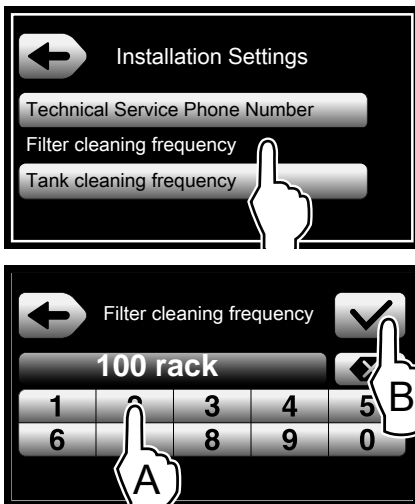 Installation Settings
Technical Service Phone Number
Filter cleaning frequency
Tank cleaning frequency
Filter cleaning frequency
100 rack
1 3 4 5
6 8 9 0
B
A